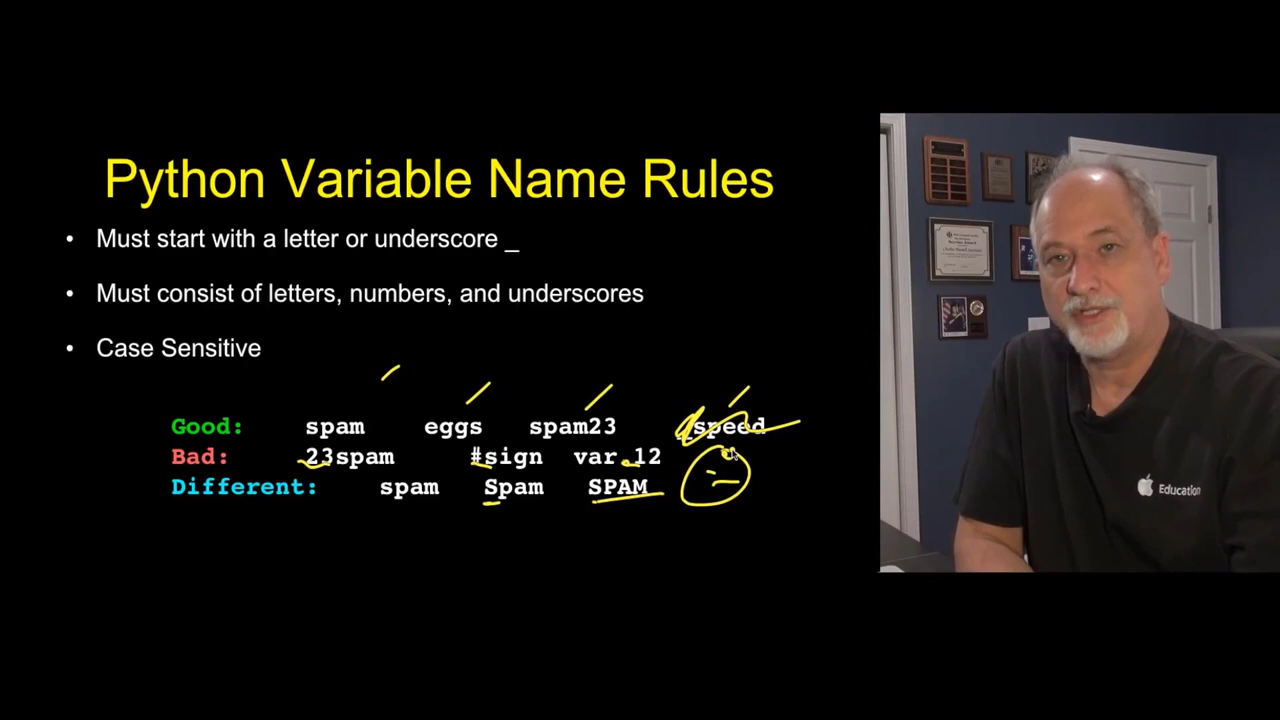 Python Variable Name Rules
• Must start with a letter or underscore _
• Must consist of letters, numbers, and underscores
• Case Sensitive
Good: spam eggs spam23 _speed
Bad: 23spam #sign var.12
Different: spam Spam SPAM
Education